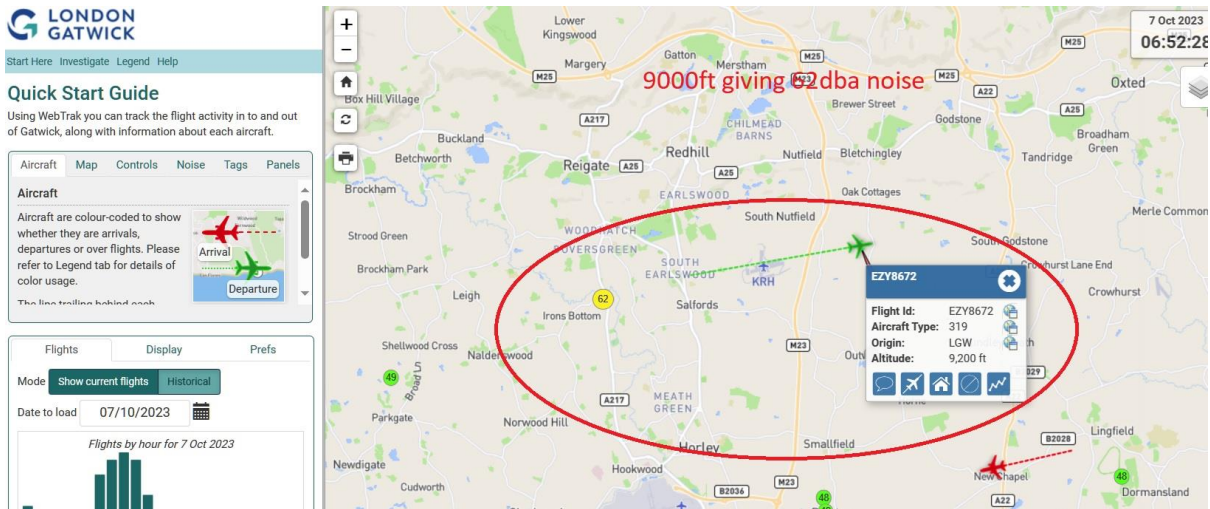 LONDON
GATWICK
Start Here Investigate Legend Help
Quick Start Guide
Using WebTrak you can track the flight activity in to and out
of Gatwick, along with information about each aircraft.
Aircraft Map Controls Noise Tags Panels
Aircraft
Aircraft are colour-coded to show
whether they are arrivals,
departures or over flights. Please
refer to Legend tab for details of
color usage.
Arrival
Departure
The line trailing behind each
Flights Display Prefs
Mode Show current flights Historical
Date to load 07/10/2023
Flights by hour for 7 Oct 2023
+
−
7 Oct 2023
06:52:28
9000ft giving 62dba noise
Lower
Kingswood
Gatton
M25
M25
Margery
Merstham
M25
M23
M25
Oxted
Box Hill Village
Brewer Street
A22
A217
Godstone
A25
CHILMEAD
BARNS
Broadham
Green
Buckland
Betchworth
Reigate
A25
Redhill
Nutfield
Bletchingley
Tandridge
A25
Brockham
EARLSWOOD
Oak Cottages
Merle Common
South Nutfield
Strood Green
WOODHATCH
DOVERSGREEN
South Godstone
SOUTH
EARLSWOOD
Brockham Park
KRH
Crowhurst Lane End
Crowhurst
Leigh
62
Irons Bottom
Salfords
EZY8672
Flight Id: EZY8672
Aircraft Type: 319
Origin: LGW
Altitude: 9,200 ft
Shellwood Cross
Nalderswood
M23
49
Broad Ln
A217
MEATH
GREEN
Parkgate
Norwood Hill
Horley
Smallfield
B2028
Lingfield
Newdigate
Hookwood
New Chapel
48
Cudworth
B2036
M23
48
A22
Dormansland